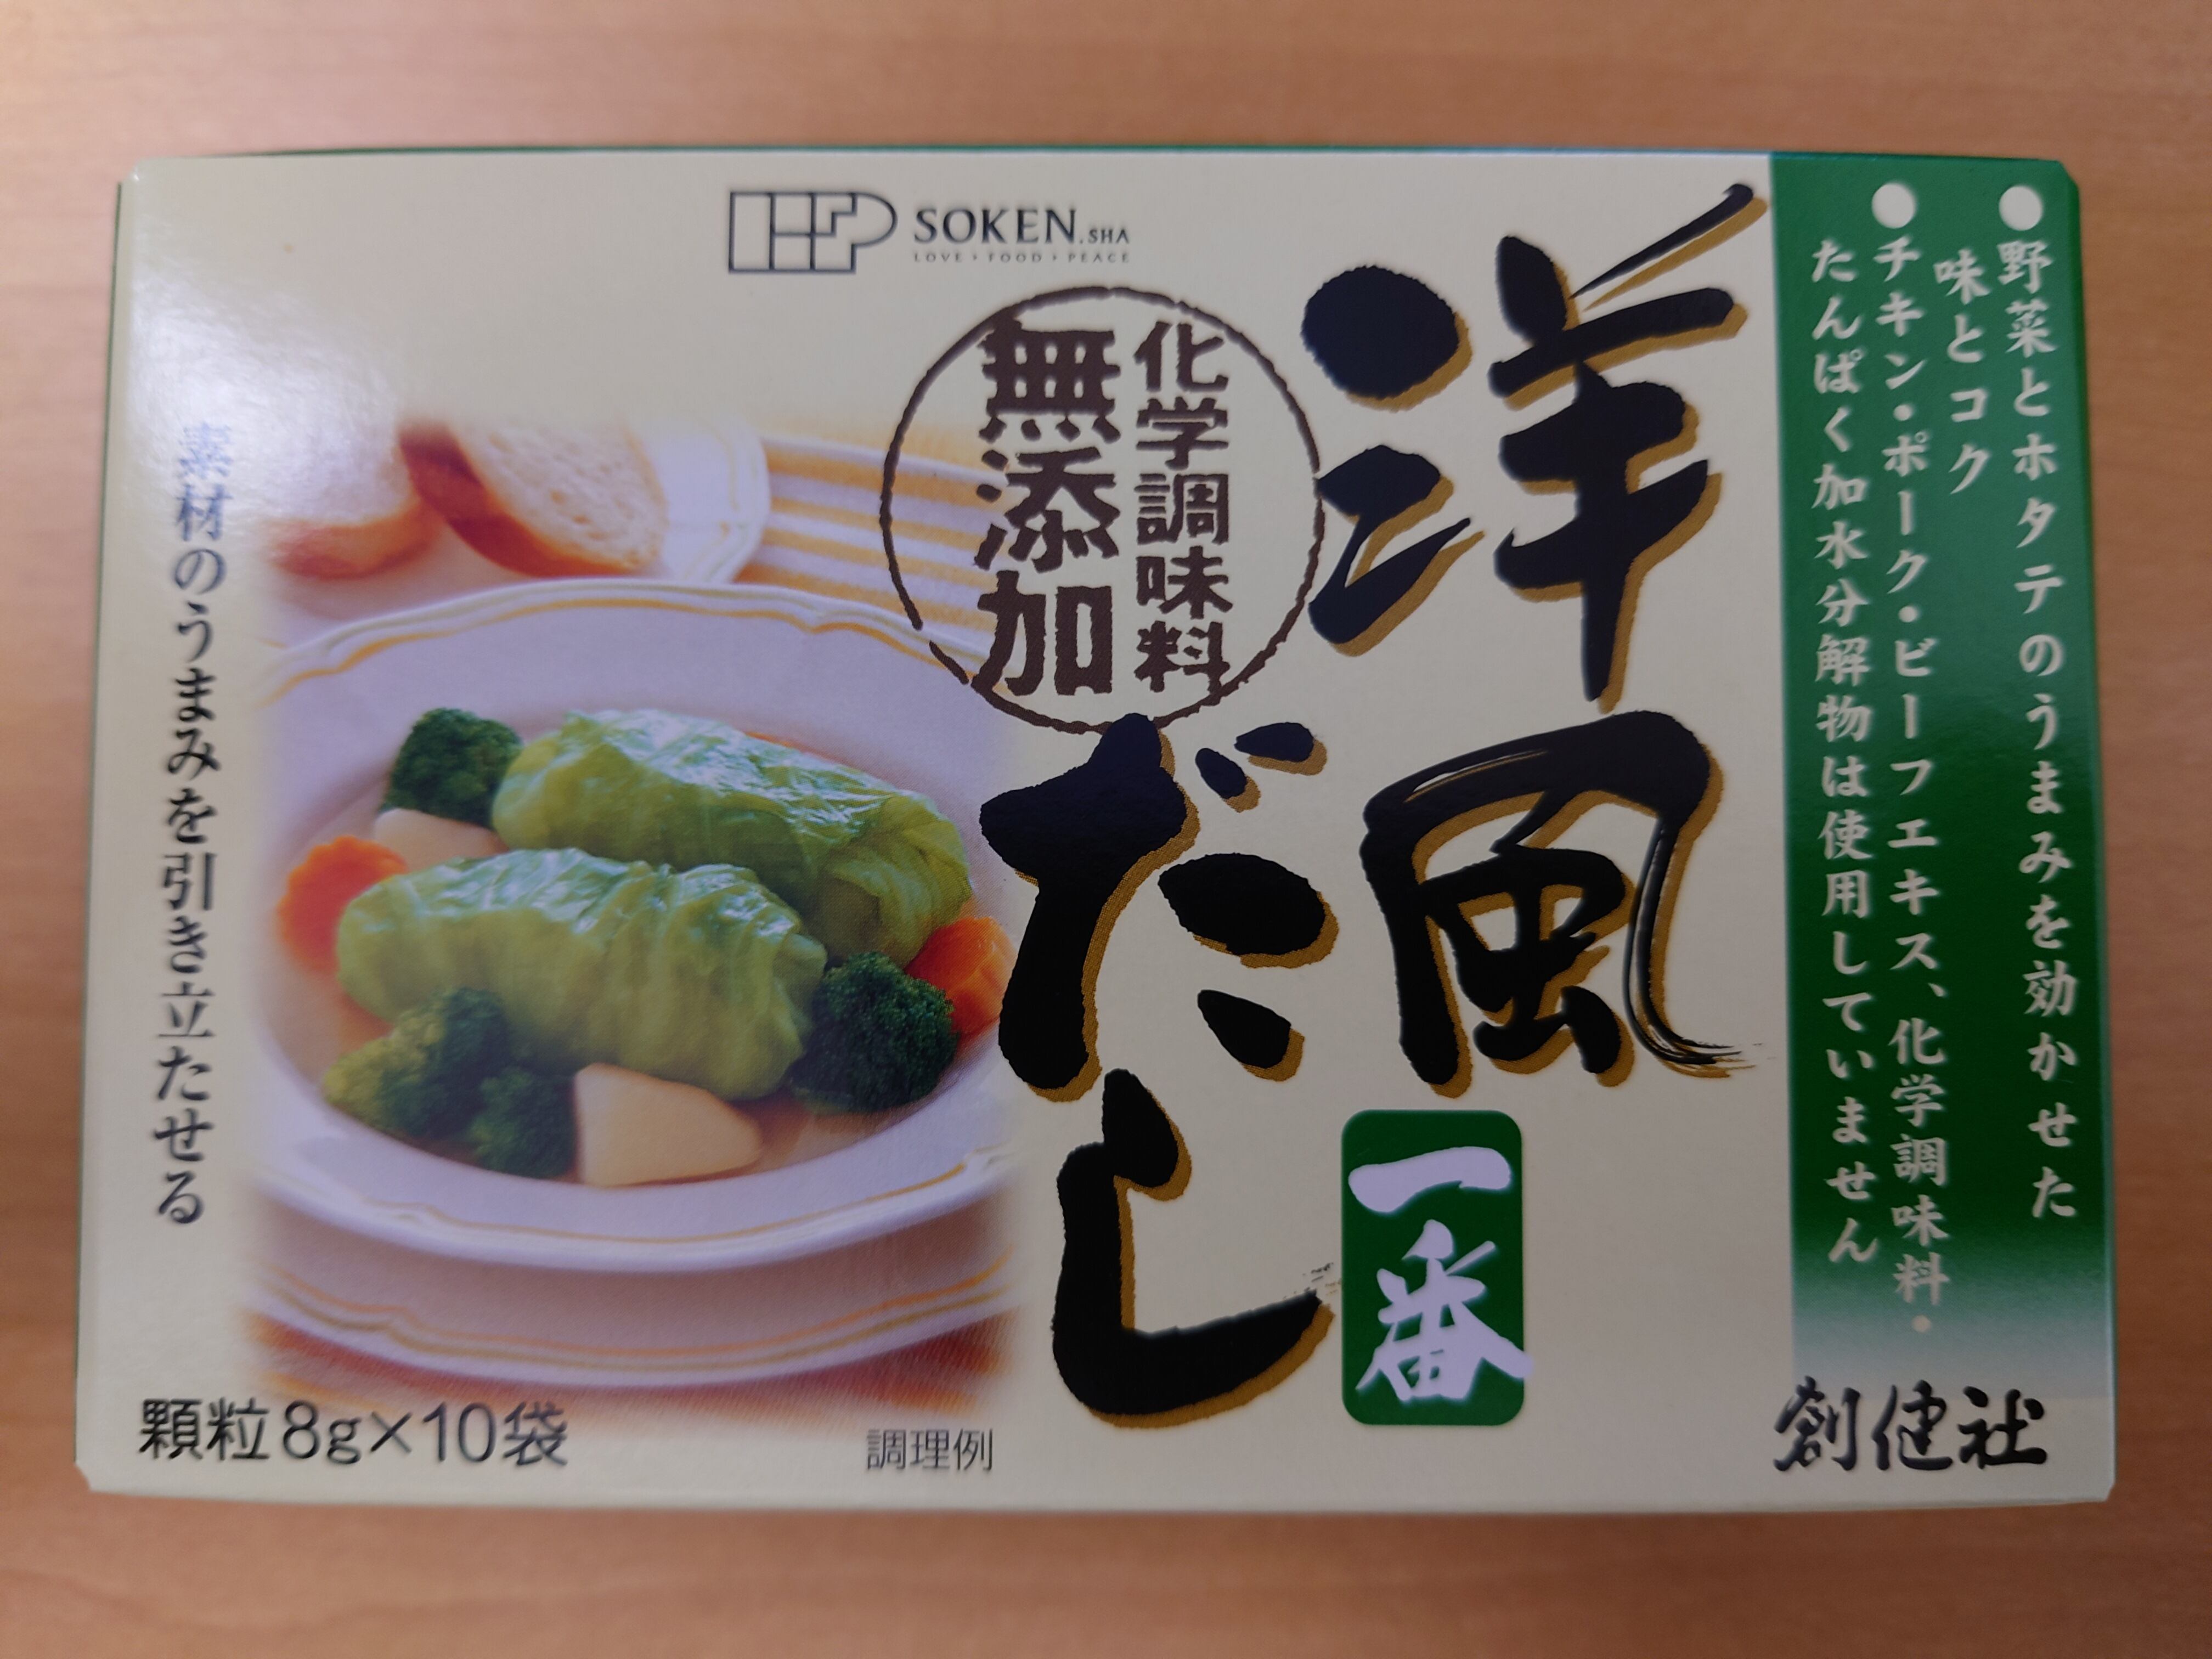 SOKEN.SHA
LOVE・FOOD・PEACE
●野菜とホタテのうまみを効かせた
味とコク
●チキン・ポーク・ビーフエキス、化学調味料・
たんぱく加水分解物は使用していません
洋風
だし
一番
化学調味料
無添加
素材のうまみを引き立たせる
顆粒8g×10袋
調理例
創健社